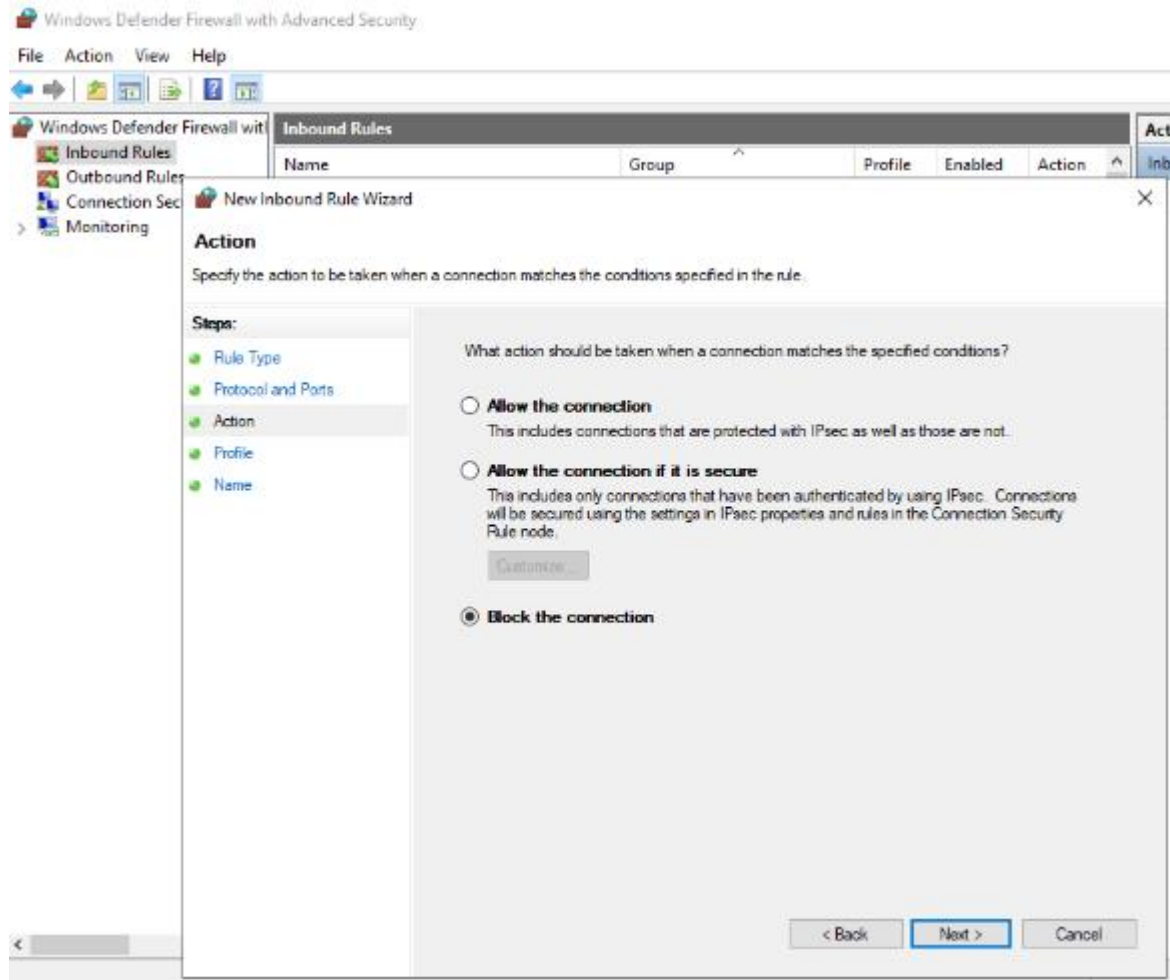 Windows Defender Firewall with Advanced Security
File Action View Help
Windows Defender Firewall witl
Inbound Rules
Outbound Rules
Connection Sec
Monitoring
Inbound Rules
Name Group Profile Enabled Action
Act
Inb
New Inbound Rule Wizard
Action
Specify the action to be taken when a connection matches the conditions specified in the rule.
Steps:
Rule Type
Protocol and Ports
Action
Profile
Name
What action should be taken when a connection matches the specified conditions?
Allow the connection
This includes connections that are protected with IPsec as well as those are not.
Allow the connection if it is secure
This includes only connections that have been authenticated by using IPsec. Connections
will be secured using the settings in IPsec properties and rules in the Connection Security
Rule node.
Customize...
Block the connection
< Back Next > Cancel